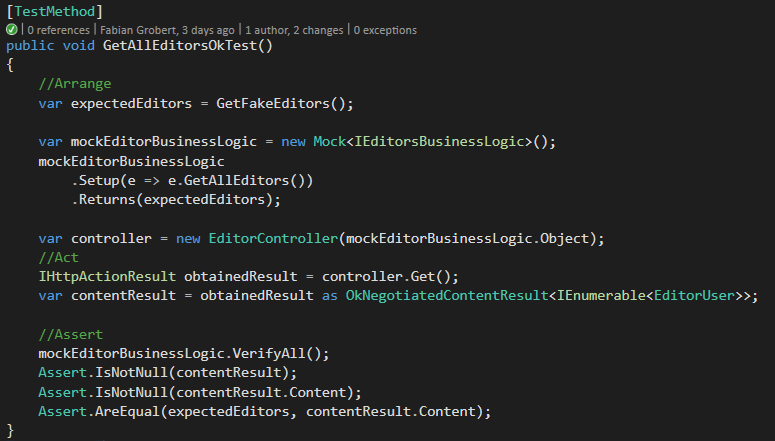 [TestMethod]
0 references | Fabian Grobert, 3 days ago | 1 author, 2 changes | 0 exceptions
public void GetAllEditorsOkTest()
{
    //Arrange
    var expectedEditors = GetFakeEditors();
    var mockEditorBusinessLogic = new Mock<IEditorsBusinessLogic>();
    mockEditorBusinessLogic
        .Setup(e => e.GetAllEditors())
        .Returns(expectedEditors);
    var controller = new EditorController(mockEditorBusinessLogic.Object);
    //Act
    IHttpActionResult obtainedResult = controller.Get();
    var contentResult = obtainedResult as OkNegotiatedContentResult<IEnumerable<EditorUser>>;
    //Assert
    mockEditorBusinessLogic.VerifyAll();
    Assert.IsNotNull(contentResult);
    Assert.IsNotNull(contentResult.Content);
    Assert.AreEqual(expectedEditors, contentResult.Content);
}